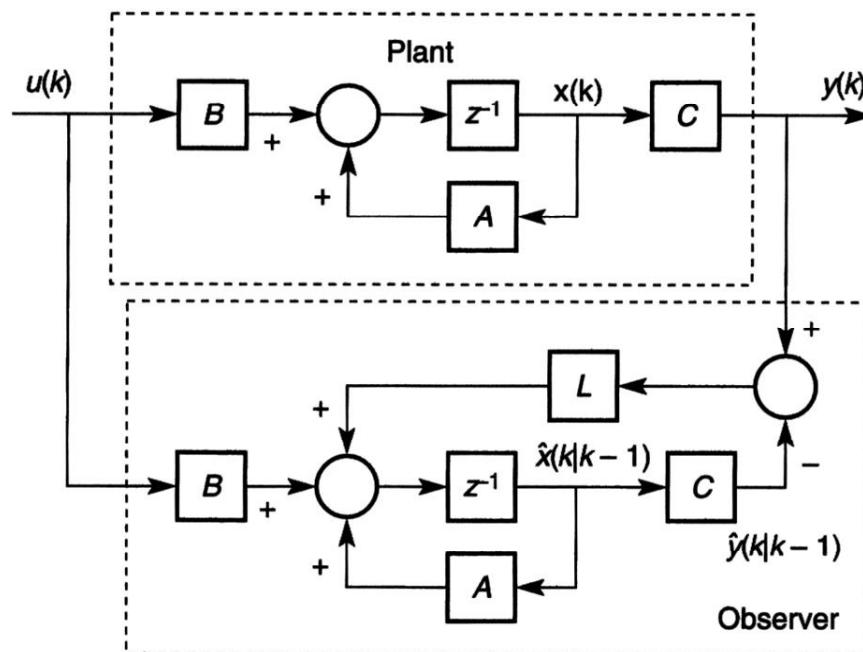 Plant
u(k)
B
z⁻¹
x(k)
C
y(k)
+
+
A
+
L
+
B
+
z⁻¹
x̂(k|k − 1)
C
−
+
A
ŷ(k|k − 1)
Observer